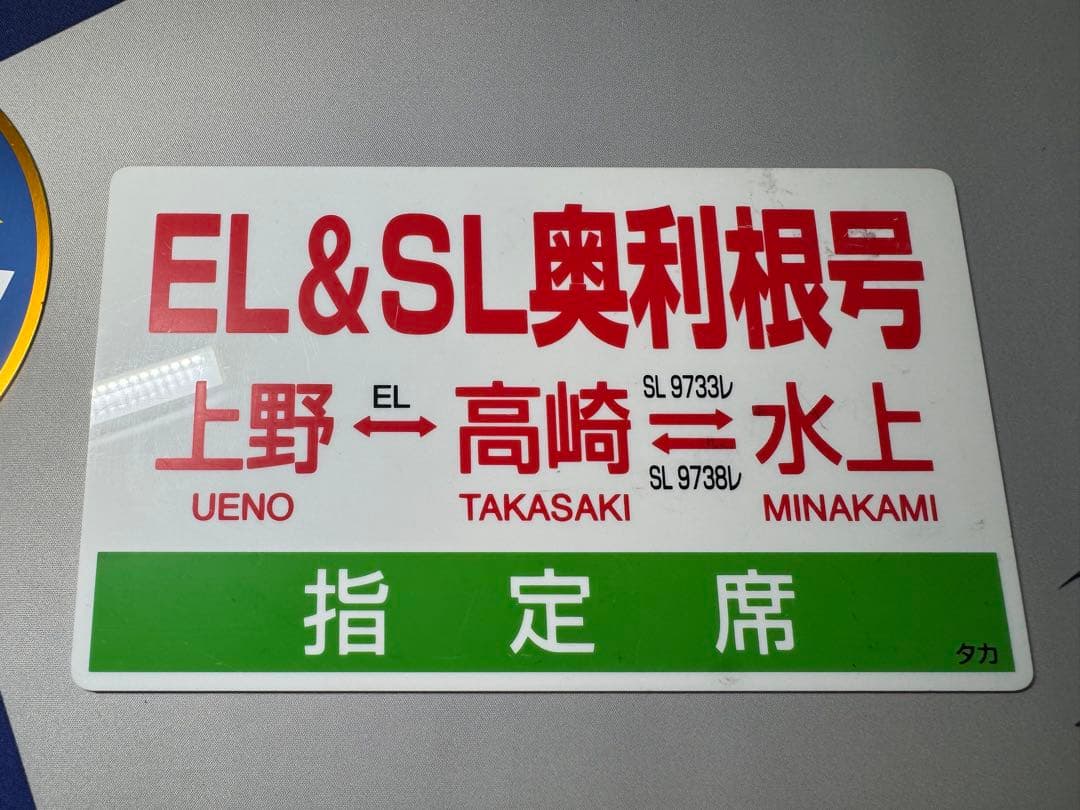 EL&SL奥利根号
SL 9733レ
上野 EL ↔ 高崎 ⇄ 水上
SL 9738レ
UENO TAKASAKI MINAKAMI
指定席
タカ